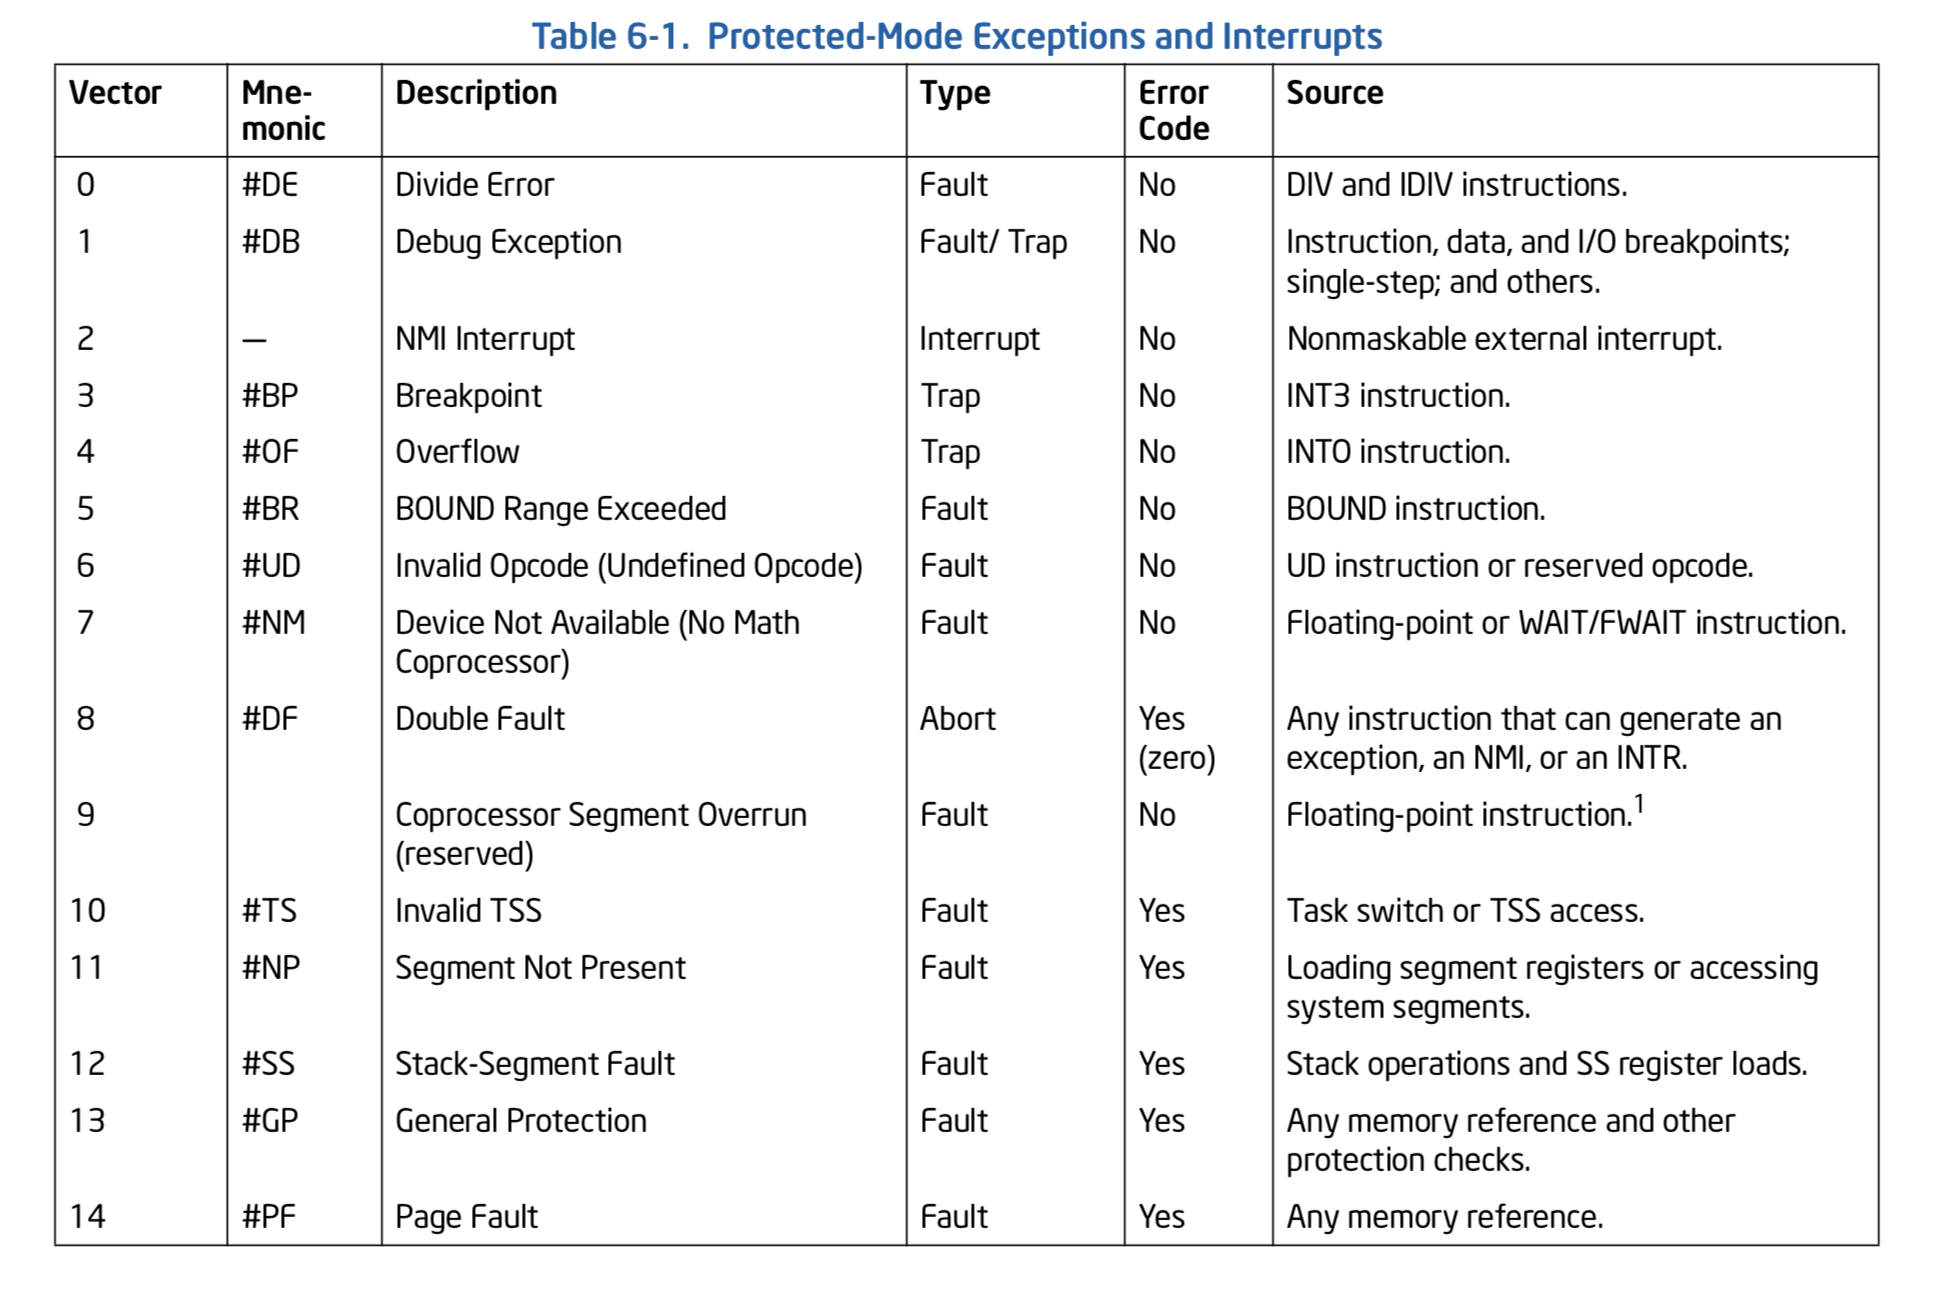 Table 6-1. Protected-Mode Exceptions and Interrupts
Vector Mne- Description Type Error Source
monic Code
0 #DE Divide Error Fault No DIV and IDIV instructions.
1 #DB Debug Exception Fault/ Trap No Instruction, data, and I/O breakpoints;
single-step; and others.
2 — NMI Interrupt Interrupt No Nonmaskable external interrupt.
3 #BP Breakpoint Trap No INT3 instruction.
4 #OF Overflow Trap No INTO instruction.
5 #BR BOUND Range Exceeded Fault No BOUND instruction.
6 #UD Invalid Opcode (Undefined Opcode) Fault No UD instruction or reserved opcode.
7 #NM Device Not Available (No Math Fault No Floating-point or WAIT/FWAIT instruction.
Coprocessor)
8 #DF Double Fault Abort Yes Any instruction that can generate an
(zero) exception, an NMI, or an INTR.
9 Coprocessor Segment Overrun Fault No Floating-point instruction.1
(reserved)
10 #TS Invalid TSS Fault Yes Task switch or TSS access.
11 #NP Segment Not Present Fault Yes Loading segment registers or accessing
system segments.
12 #SS Stack-Segment Fault Fault Yes Stack operations and SS register loads.
13 #GP General Protection Fault Yes Any memory reference and other
protection checks.
14 #PF Page Fault Fault Yes Any memory reference.